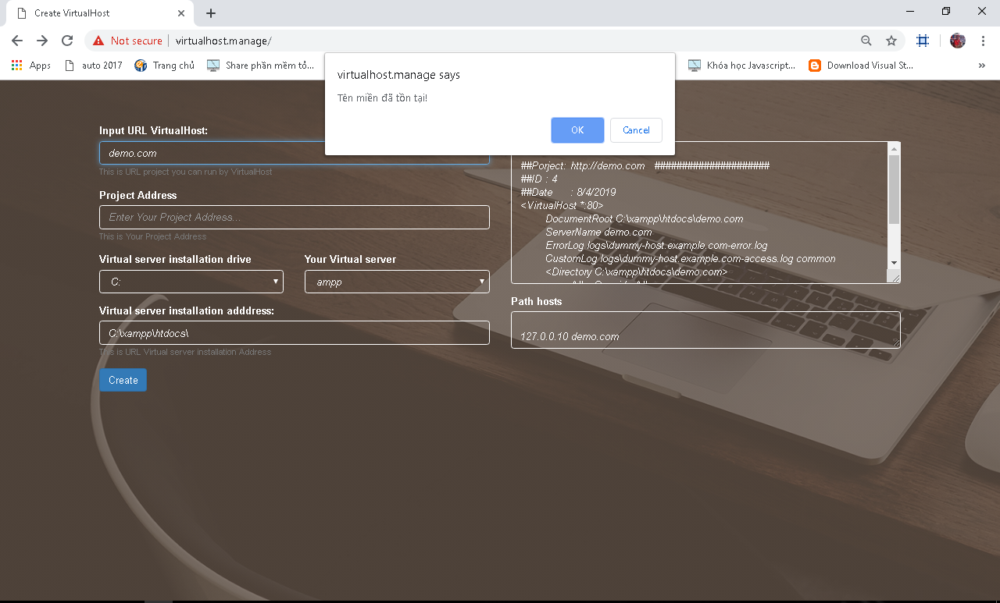 Create VirtualHost
Not secure
virtualhost.manage/
Apps
auto 2017
Trang chủ
Share phần mềm tổ...
Khóa học Javascript...
Download Visual St...
»
virtualhost.manage says
Tên miền đã tồn tại!
OK
Cancel
Input URL VirtualHost:
demo.com
This is URL project you can run by VirtualHost
Project Address
Enter Your Project Address...
This is Your Project Address
Virtual server installation drive
Your Virtual server
C:
ampp
Virtual server installation adddress:
C:\xampp\htdocs\
This is URL Virtual server installation Address
Create
##Porject: http://demo.com #####################
##ID : 4
##Date : 8/4/2019
<VirtualHost *:80>
DocumentRoot C:\xampp\htdocs\demo.com
ServerName demo.com
ErrorLog logs\dummy-host.example.com-error.log
CustomLog logs\dummy-host.example.com-access.log common
<Directory C:\xampp\htdocs\demo.com>
Path hosts
127.0.0.10 demo.com